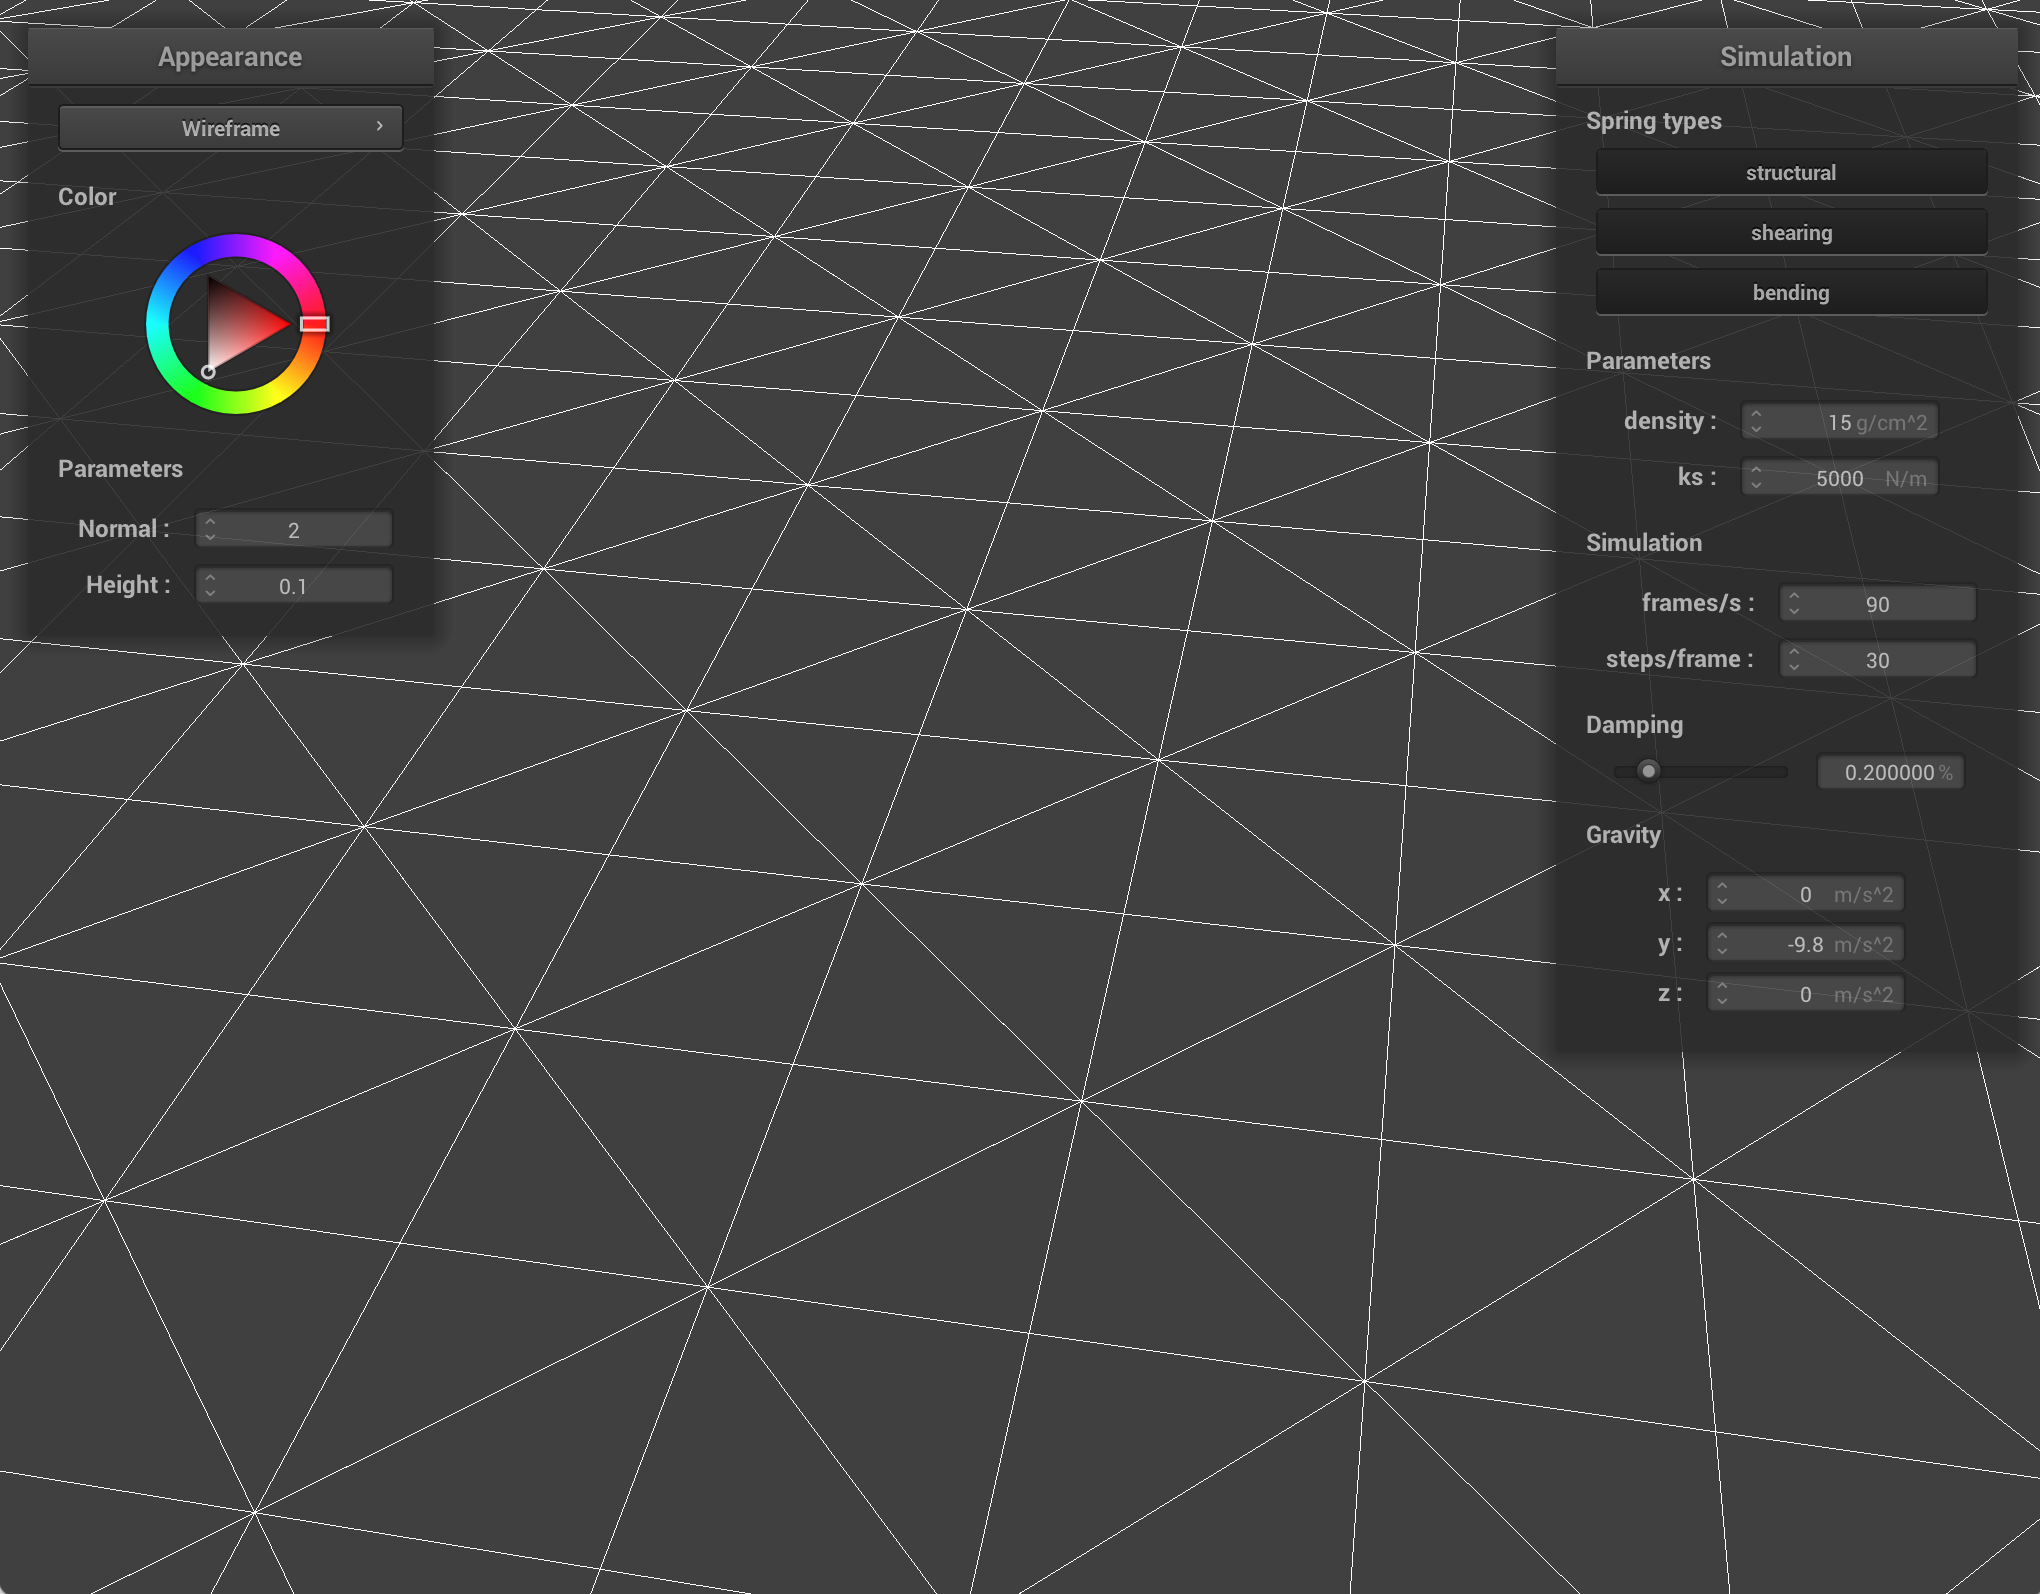 Appearance
Wireframe
Color
Parameters
Normal : 2
Height : 0.1
Simulation
Spring types
structural
shearing
bending
Parameters
density : 15 g/cm^2
ks : 5000 N/m
Simulation
frames/s : 90
steps/frame : 30
Damping
0.200000 %
Gravity
x : 0 m/s^2
y : -9.8 m/s^2
z : 0 m/s^2